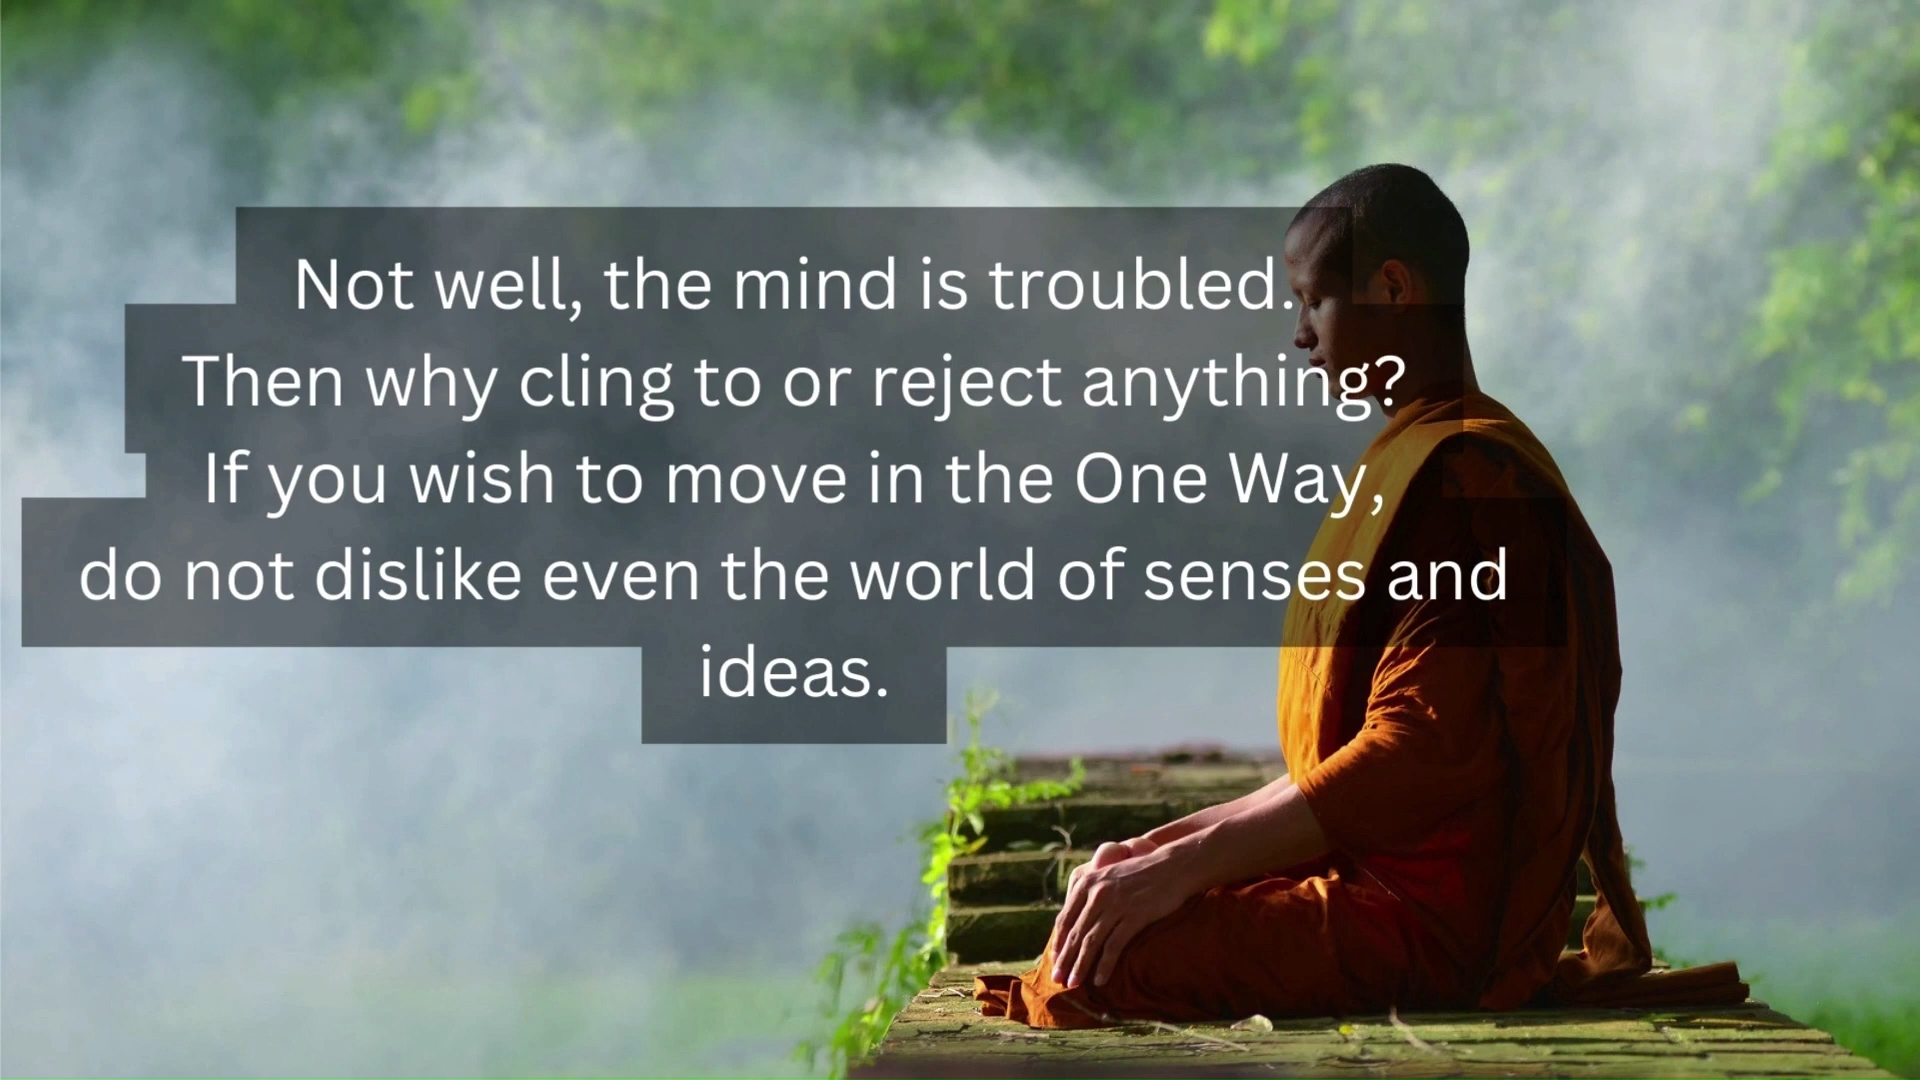 Not well, the mind is troubled.
Then why cling to or reject anything?
If you wish to move in the One Way,
do not dislike even the world of senses and
ideas.